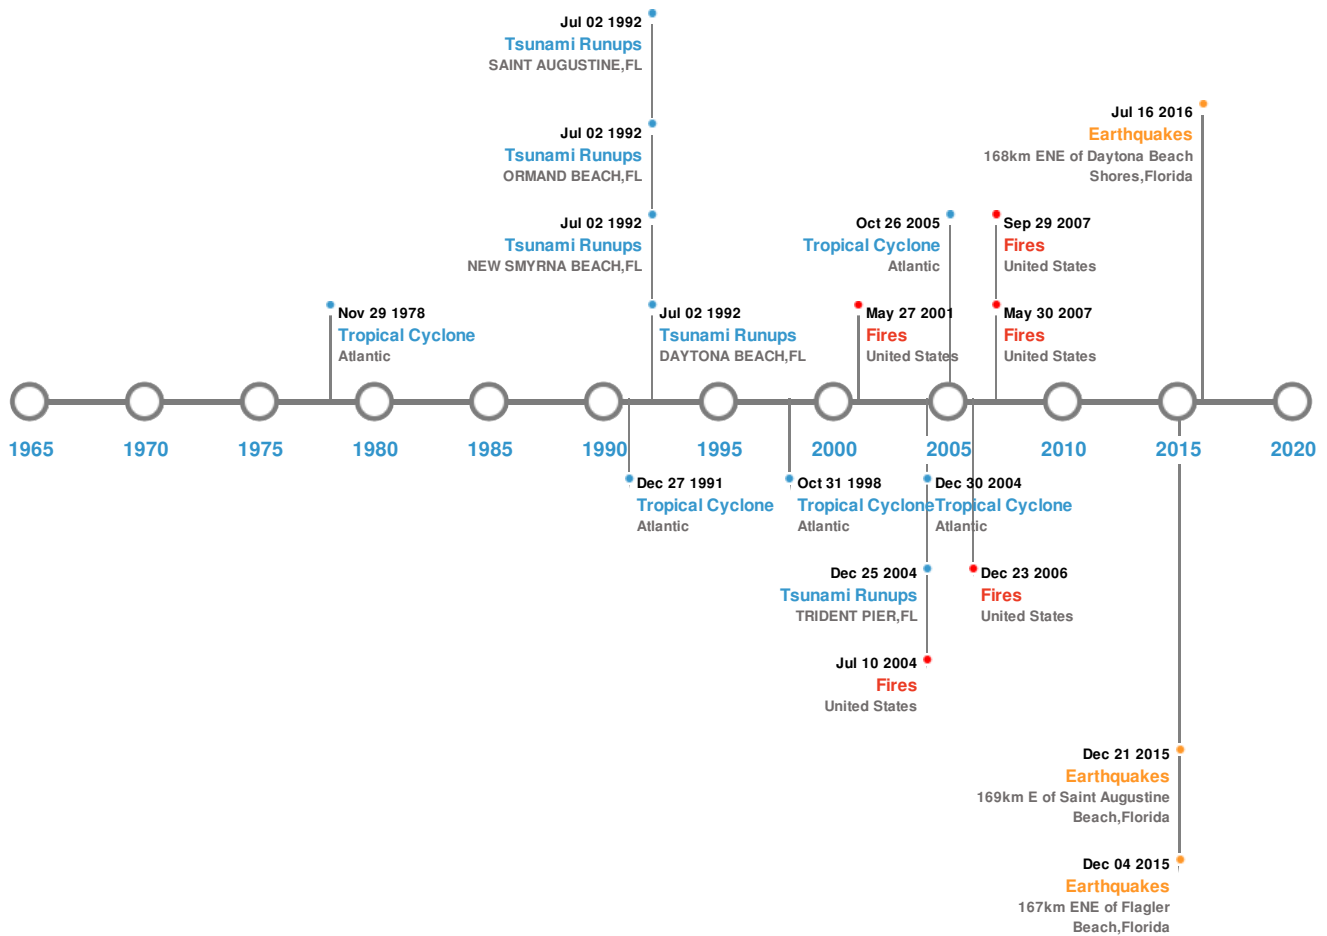 Jul 02 1992
Tsunami Runups
SAINT AUGUSTINE,FL
Jul 02 1992
Tsunami Runups
ORMAND BEACH,FL
Jul 16 2016
Earthquakes
168km ENE of Daytona Beach
Shores,Florida
Jul 02 1992
Tsunami Runups
NEW SMYRNA BEACH,FL
Oct 26 2005
Tropical Cyclone
Atlantic
Sep 29 2007
Fires
United States
Nov 29 1978
Tropical Cyclone
Atlantic
Jul 02 1992
Tsunami Runups
DAYTONA BEACH,FL
May 27 2001
Fires
United States
May 30 2007
Fires
United States
1965 1970 1975 1980 1985 1990 1995 2000 2005 2010 2015 2020
Dec 27 1991
Tropical Cyclone
Atlantic
Oct 31 1998
Tropical Cyclone
Atlantic
Dec 30 2004
Tropical Cyclone
Atlantic
Dec 25 2004
Tsunami Runups
TRIDENT PIER,FL
Dec 23 2006
Fires
United States
Jul 10 2004
Fires
United States
Dec 21 2015
Earthquakes
169km E of Saint Augustine
Beach,Florida
Dec 04 2015
Earthquakes
167km ENE of Flagler
Beach,Florida